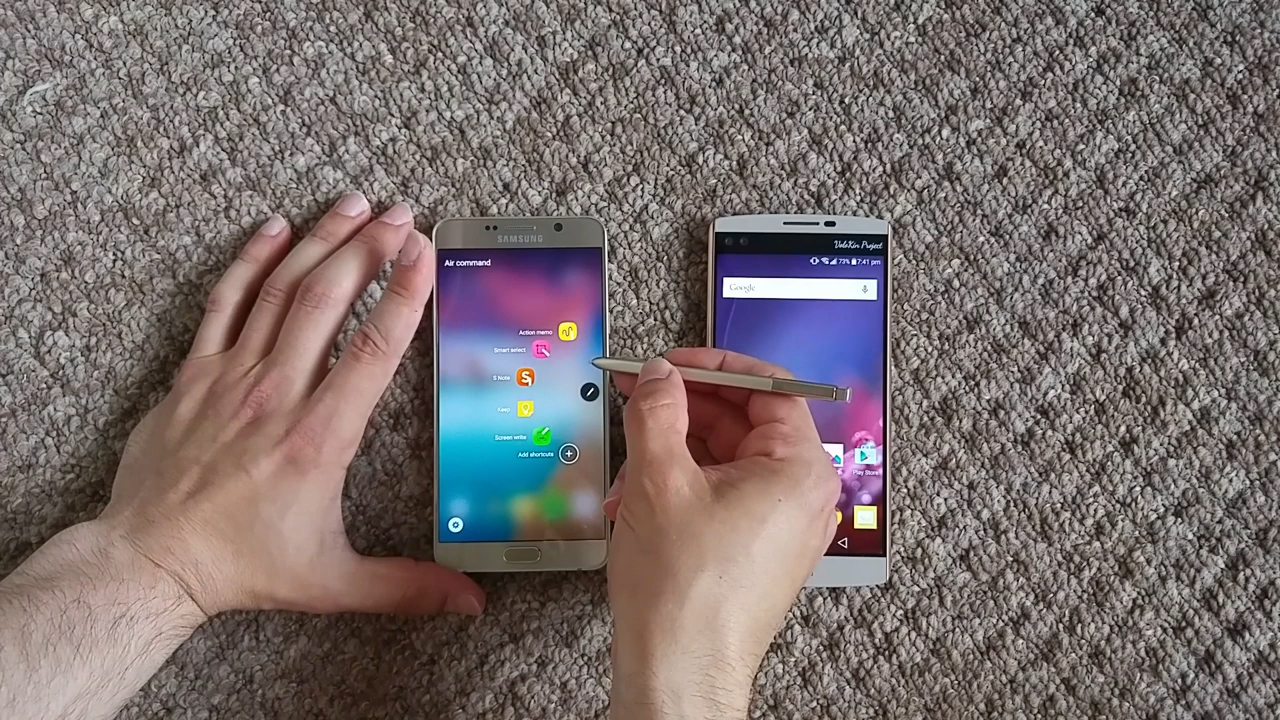 SAMSUNG
Air command
Action memo
Smart select
S Note
Keep
Screen write
Add shortcuts
VoloKin Project
73% 7:41 pm
Google
Play Store